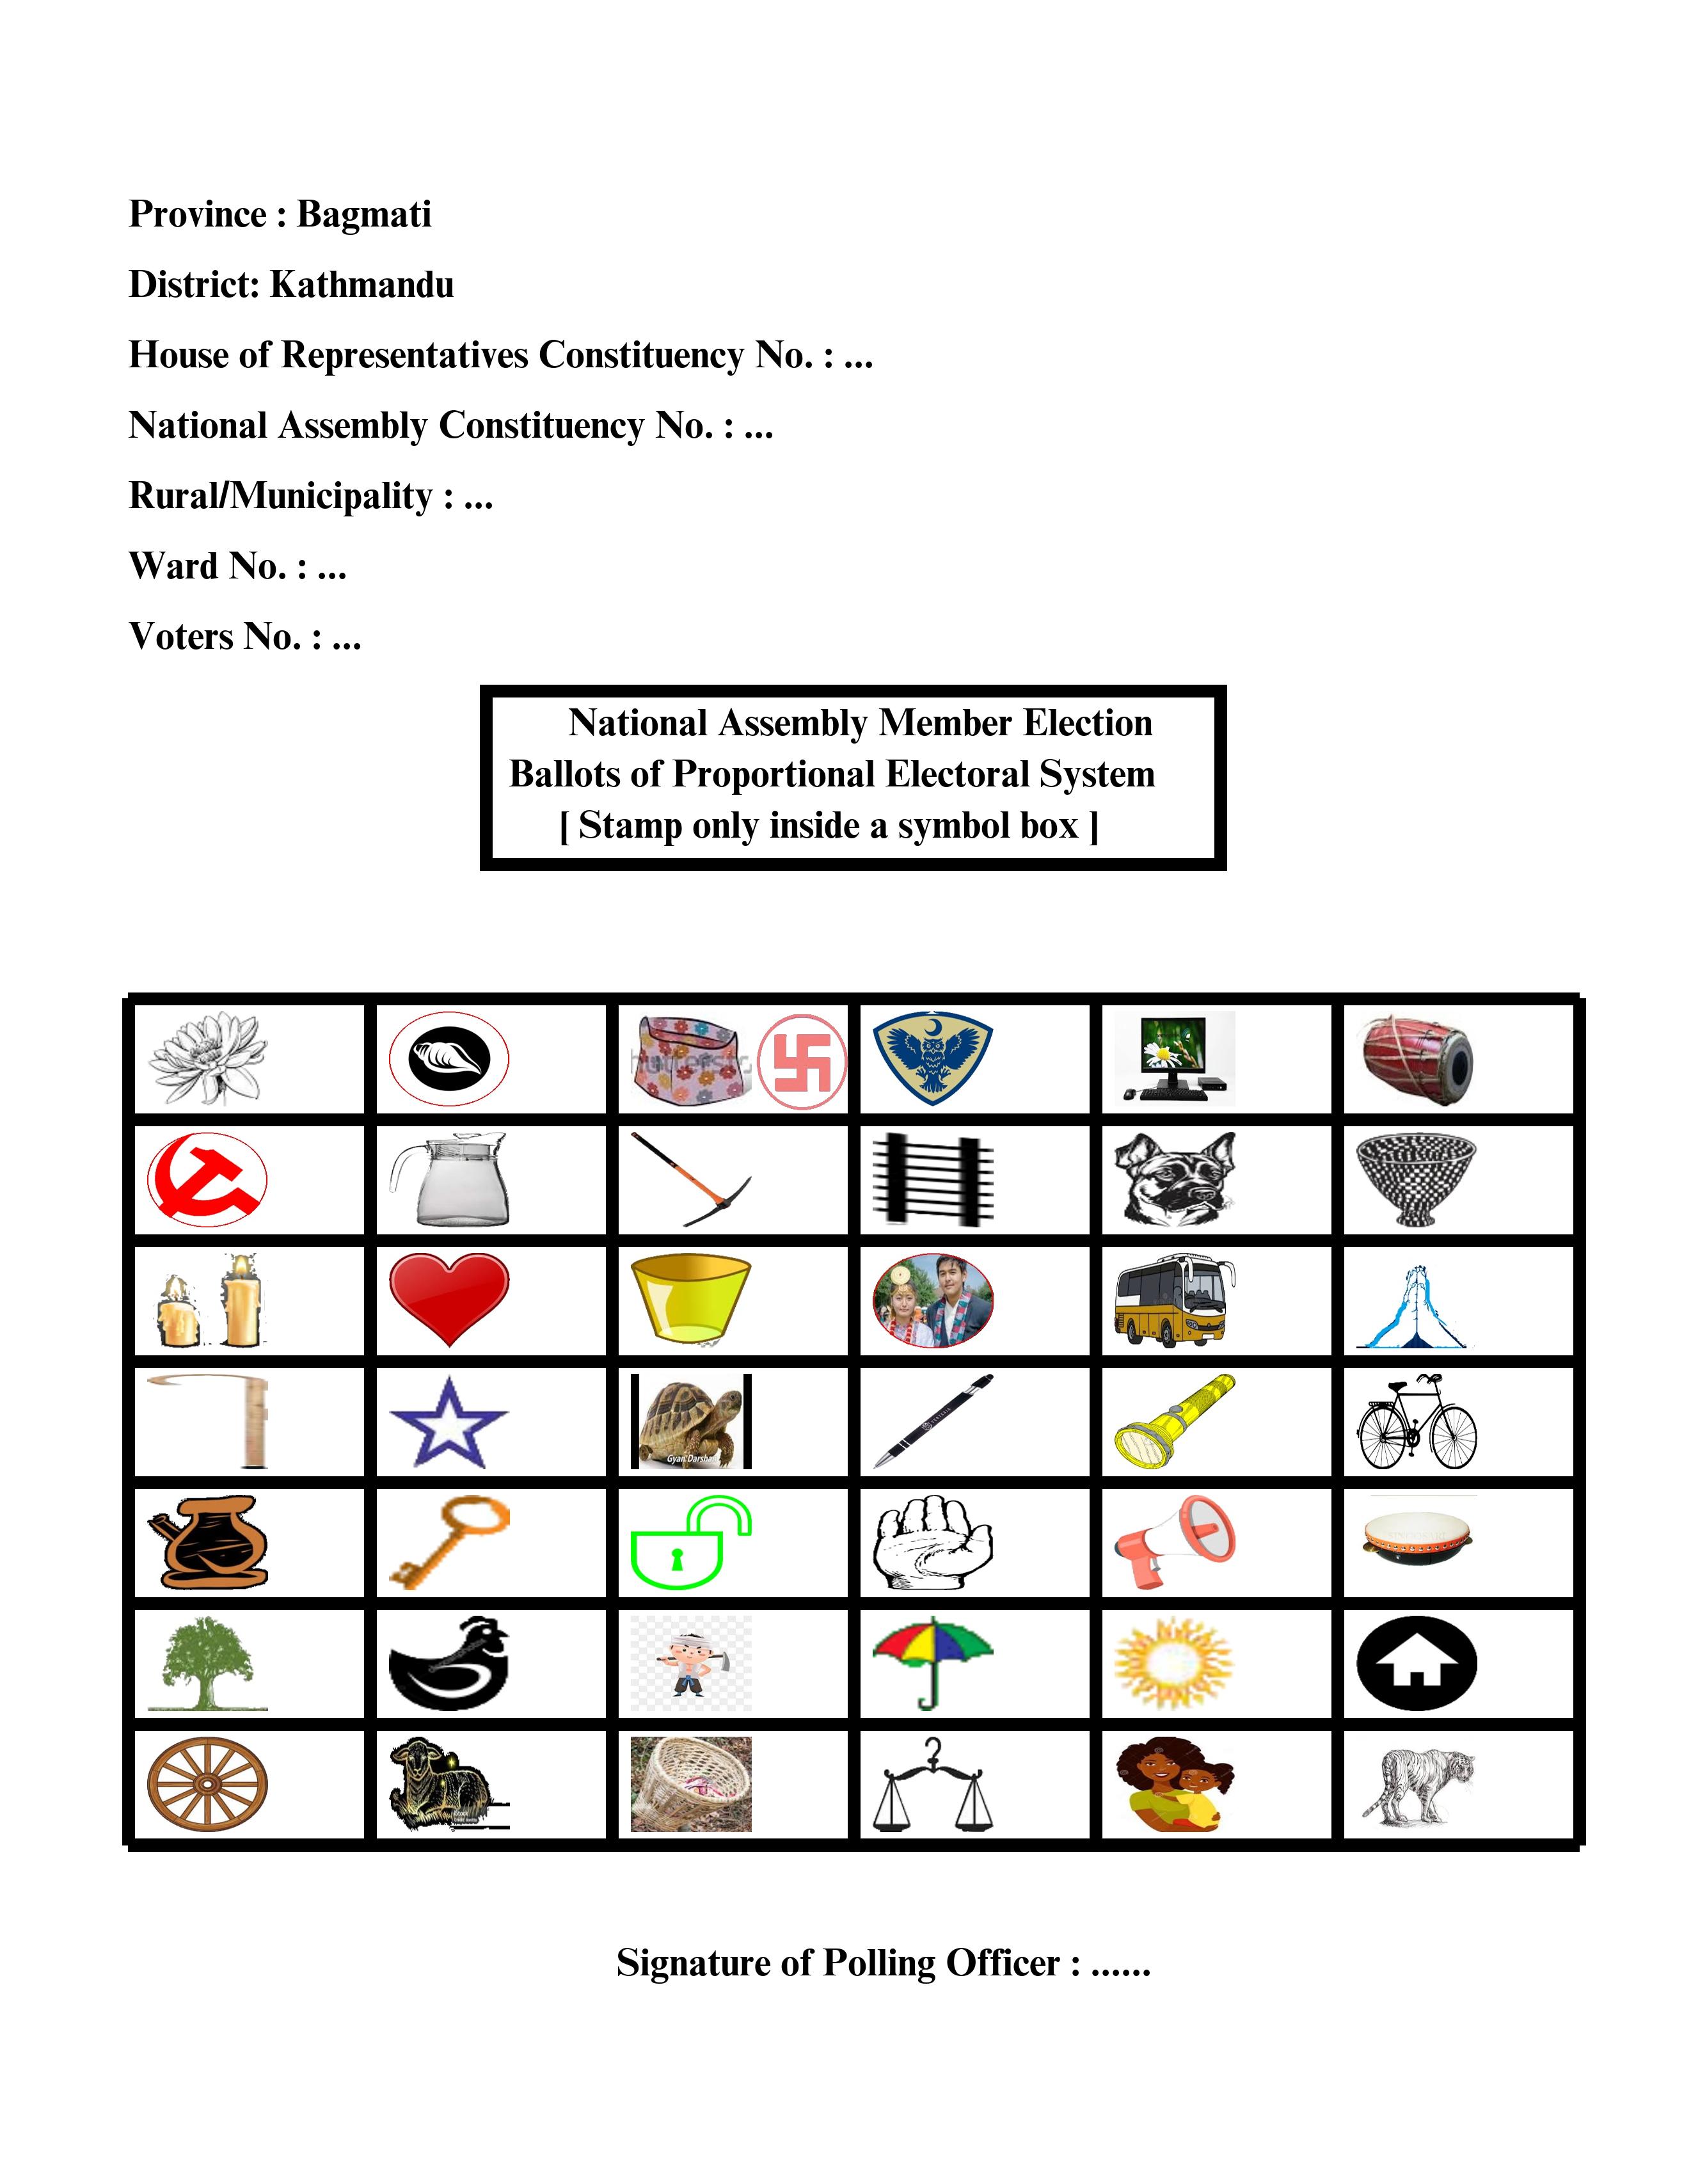 Province : Bagmati
District: Kathmandu
House of Representatives Constituency No. : ...
National Assembly Constituency No. : ...
Rural/Municipality : ...
Ward No. : ...
Voters No. : ...
National Assembly Member Election
Ballots of Proportional Electoral System
[ Stamp only inside a symbol box ]
Gyan Darshan
Signature of Polling Officer : ......